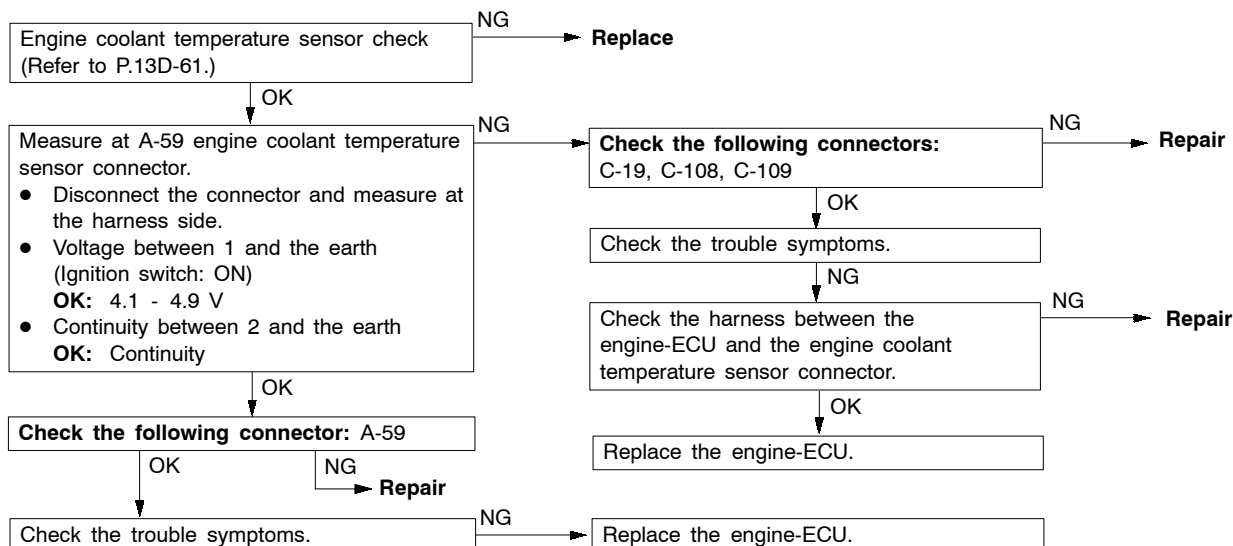 Engine coolant temperature sensor check
(Refer to P.13D-61.)
NG
Replace
OK
Measure at A-59 engine coolant temperature
sensor connector.
● Disconnect the connector and measure at
the harness side.
● Voltage between 1 and the earth
(Ignition switch: ON)
OK: 4.1 - 4.9 V
● Continuity between 2 and the earth
OK: Continuity
NG
Check the following connectors:
C-19, C-108, C-109
NG
Repair
OK
Check the trouble symptoms.
NG
Check the harness between the
engine-ECU and the engine coolant
temperature sensor connector.
NG
Repair
OK
Replace the engine-ECU.
OK
Check the following connector: A-59
OK
NG
Repair
Check the trouble symptoms.
NG
Replace the engine-ECU.